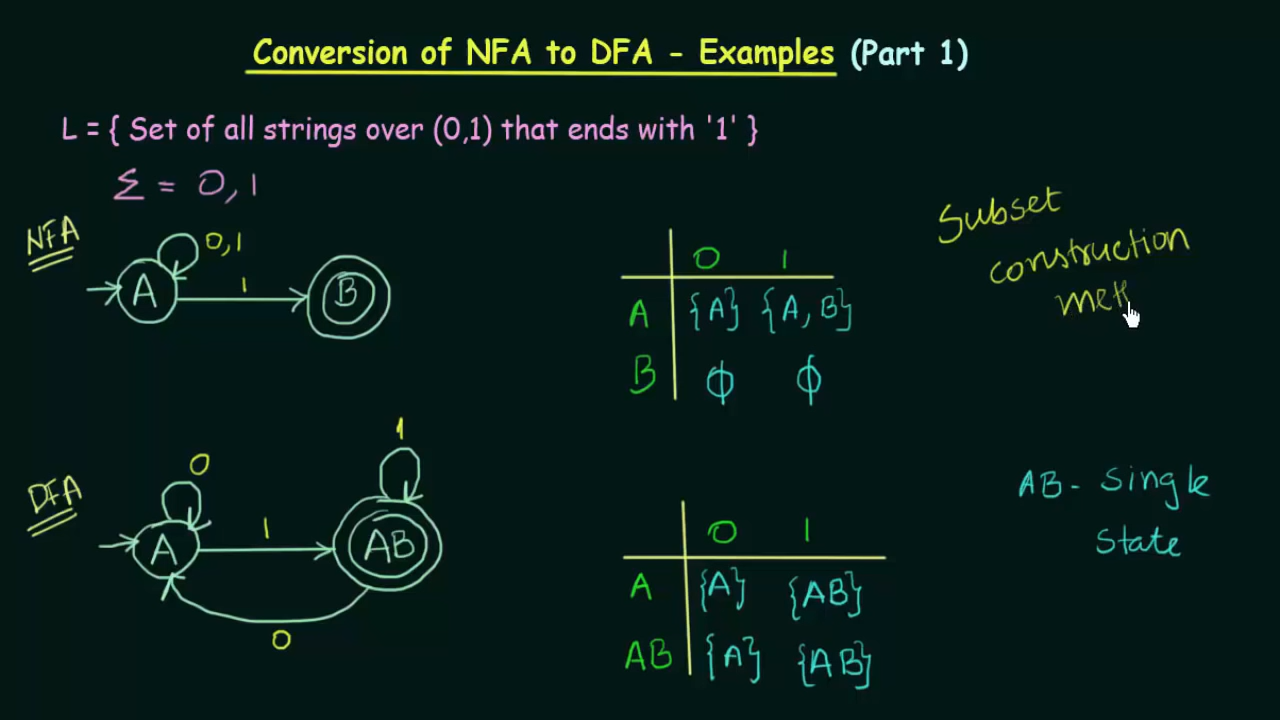 Conversion of NFA to DFA - Examples (Part 1)
L = { Set of all strings over (0,1) that ends with '1' }
Σ = 0, 1
NFA
0,1
A
1
B
0 1
A {A} {A, B}
B ϕ ϕ
Subset
construction
met
DFA
0
1
A
1
AB
0
0 1
A {A} {AB}
AB {A} {AB}
AB - Single
State